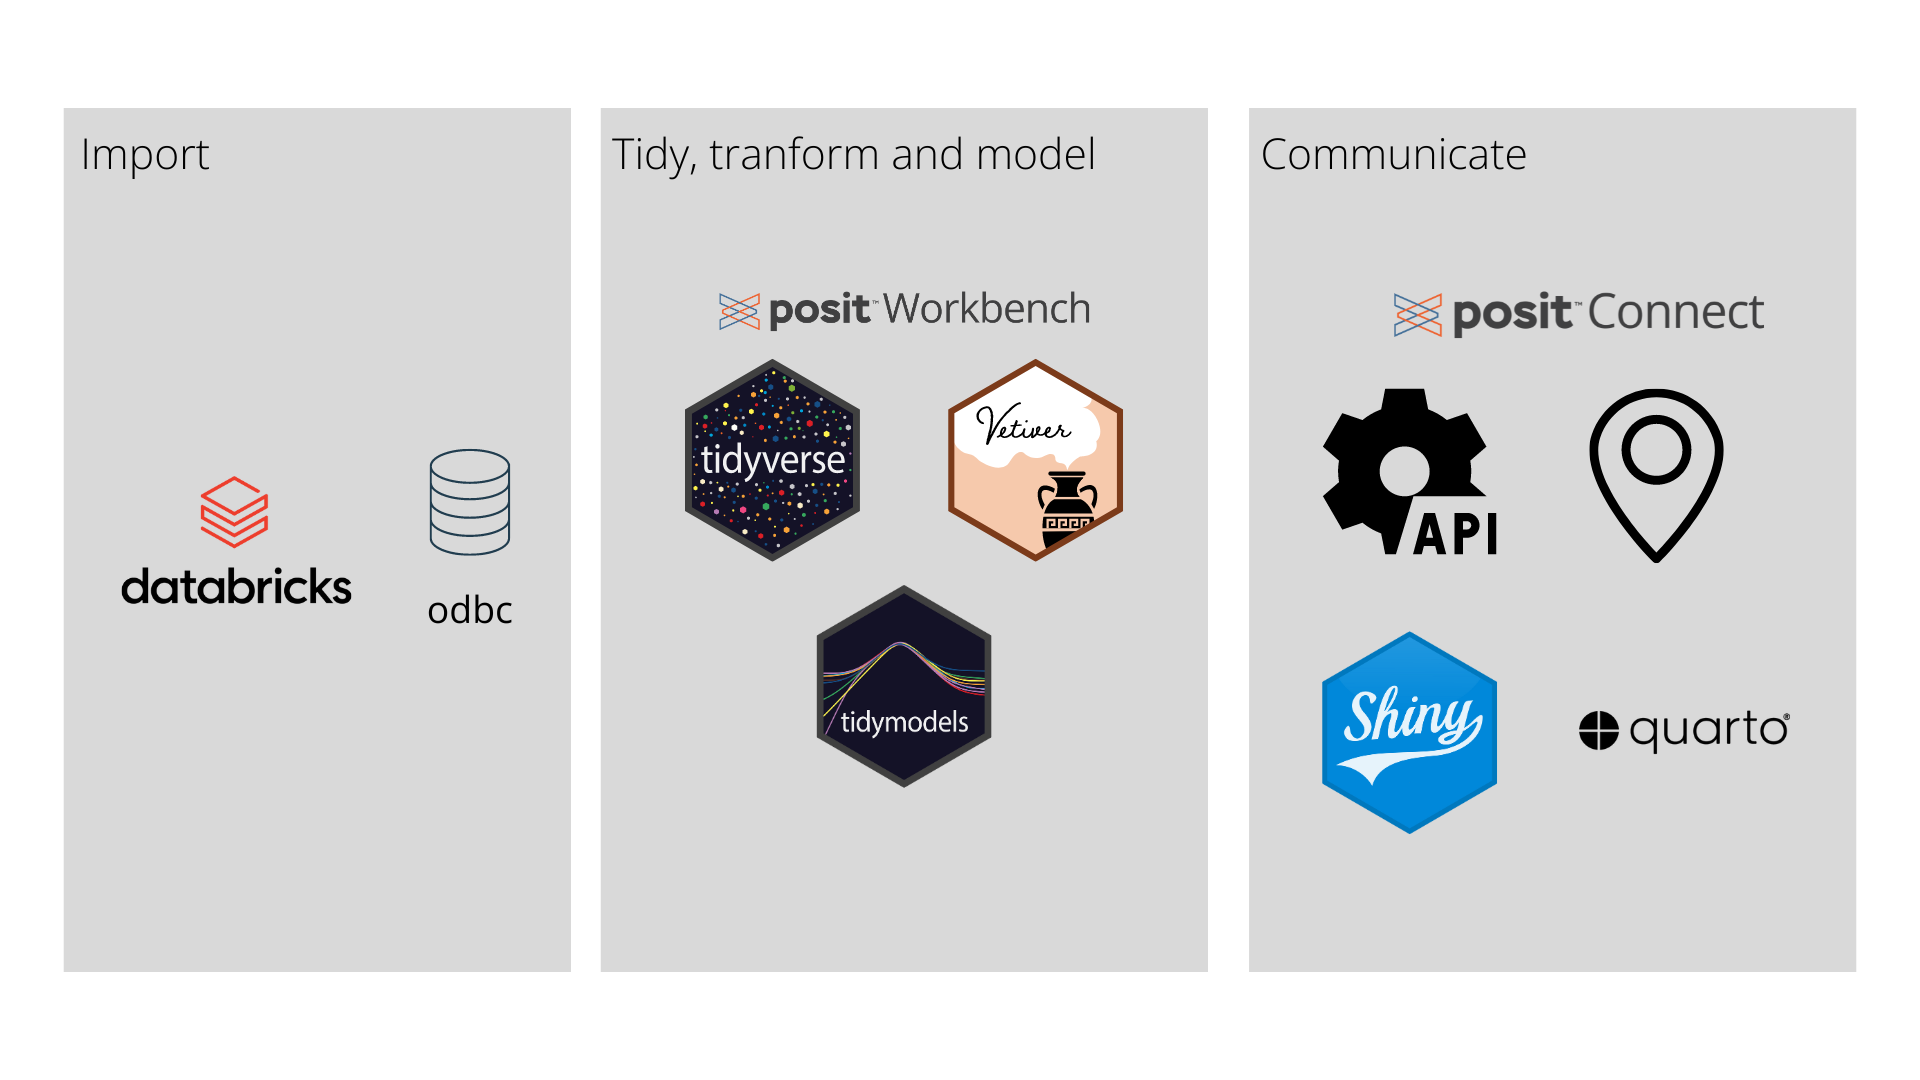 Import
databricks
odbc
Tidy, tranform and model
posit™ Workbench
tidyverse
Vetiver
tidymodels
Communicate
posit™ Connect
API
Shiny
quarto®